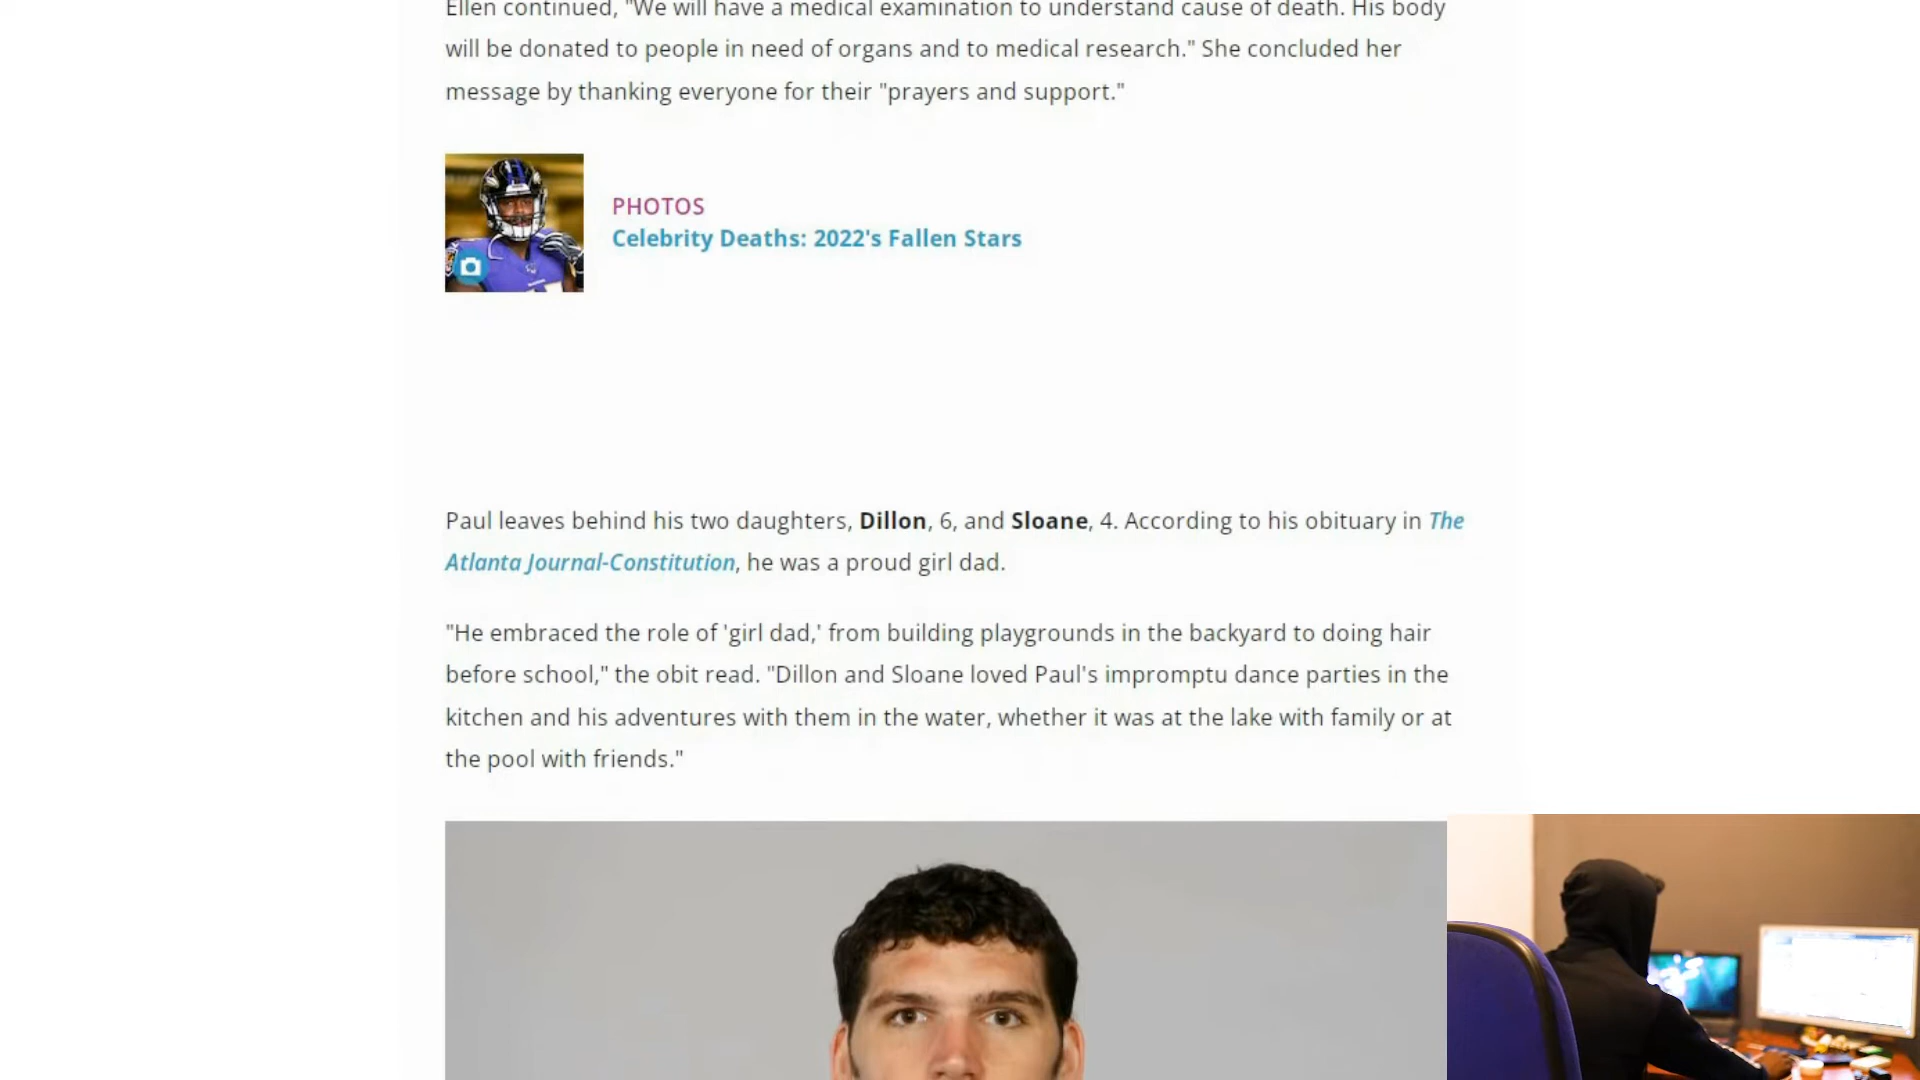 Ellen continued, "We will have a medical examination to understand cause of death. His body
will be donated to people in need of organs and to medical research." She concluded her
message by thanking everyone for their "prayers and support."
PHOTOS
Celebrity Deaths: 2022's Fallen Stars
Paul leaves behind his two daughters, Dillon, 6, and Sloane, 4. According to his obituary in The
Atlanta Journal-Constitution, he was a proud girl dad.
"He embraced the role of 'girl dad,' from building playgrounds in the backyard to doing hair
before school," the obit read. "Dillon and Sloane loved Paul's impromptu dance parties in the
kitchen and his adventures with them in the water, whether it was at the lake with family or at
the pool with friends."